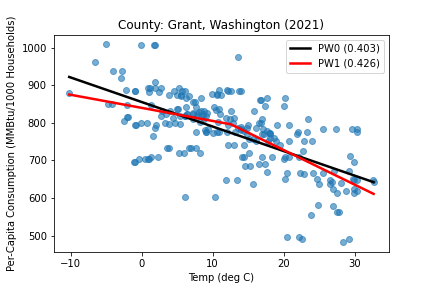 County: Grant, Washington (2021)
PW0 (0.403)
PW1 (0.426)
Per-Capita Consumption (MMBtu/1000 Households)
1000
900
800
700
600
500
−10
0
10
20
30
Temp (deg C)